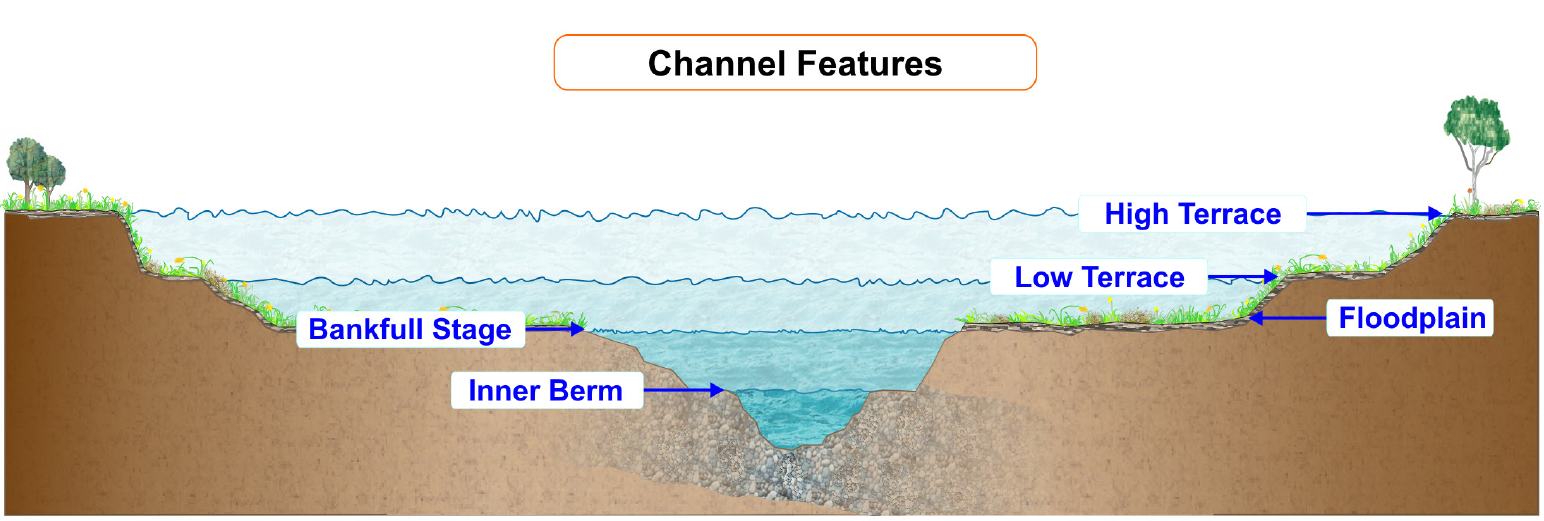 Channel Features
High Terrace
Low Terrace
Floodplain
Bankfull Stage
Inner Berm